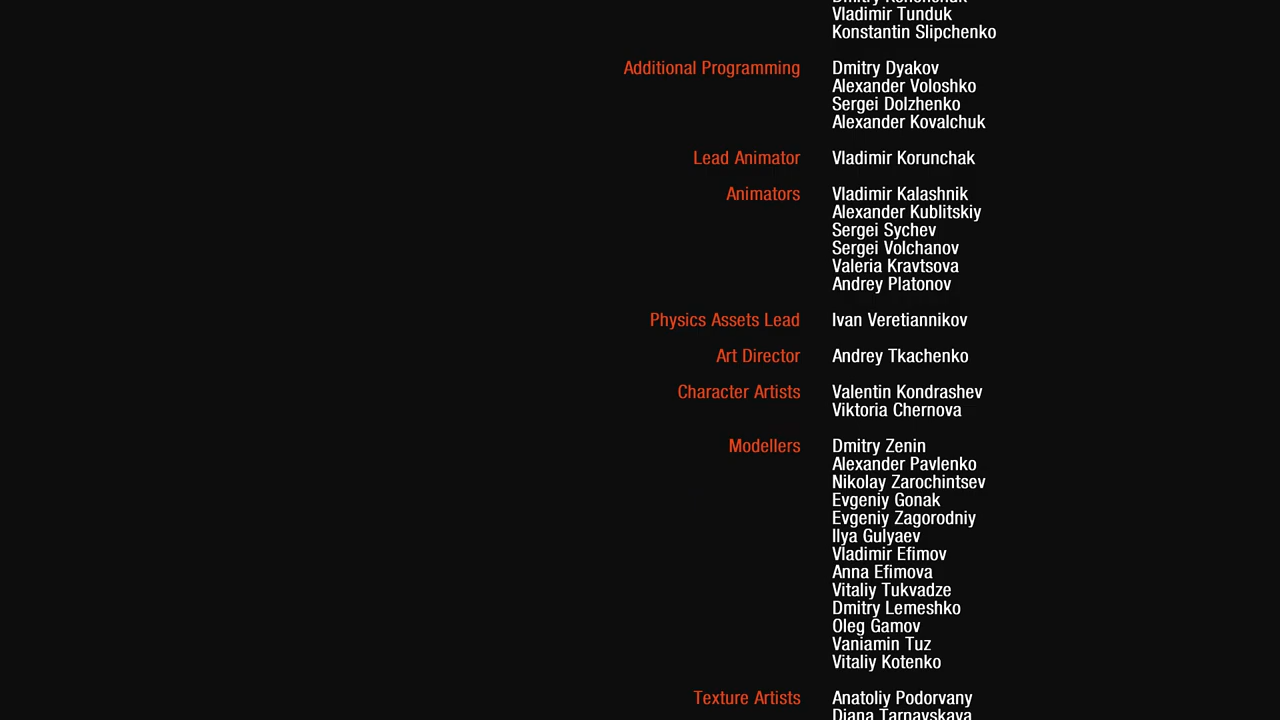 Vladimir Tunduk
Konstantin Slipchenko
Additional Programming Dmitry Dyakov
Alexander Voloshko
Sergei Dolzhenko
Alexander Kovalchuk
Lead Animator Vladimir Korunchak
Animators Vladimir Kalashnik
Alexander Kublitskiy
Sergei Sychev
Sergei Volchanov
Valeria Kravtsova
Andrey Platonov
Physics Assets Lead Ivan Veretiannikov
Art Director Andrey Tkachenko
Character Artists Valentin Kondrashev
Viktoria Chernova
Modellers Dmitry Zenin
Alexander Pavlenko
Nikolay Zarochintsev
Evgeniy Gonak
Evgeniy Zagorodniy
Ilya Gulyaev
Vladimir Efimov
Anna Efimova
Vitaliy Tukvadze
Dmitry Lemeshko
Oleg Gamov
Vaniamin Tuz
Vitaliy Kotenko
Texture Artists Anatoliy Podorvany
Diana Tarnavskaya